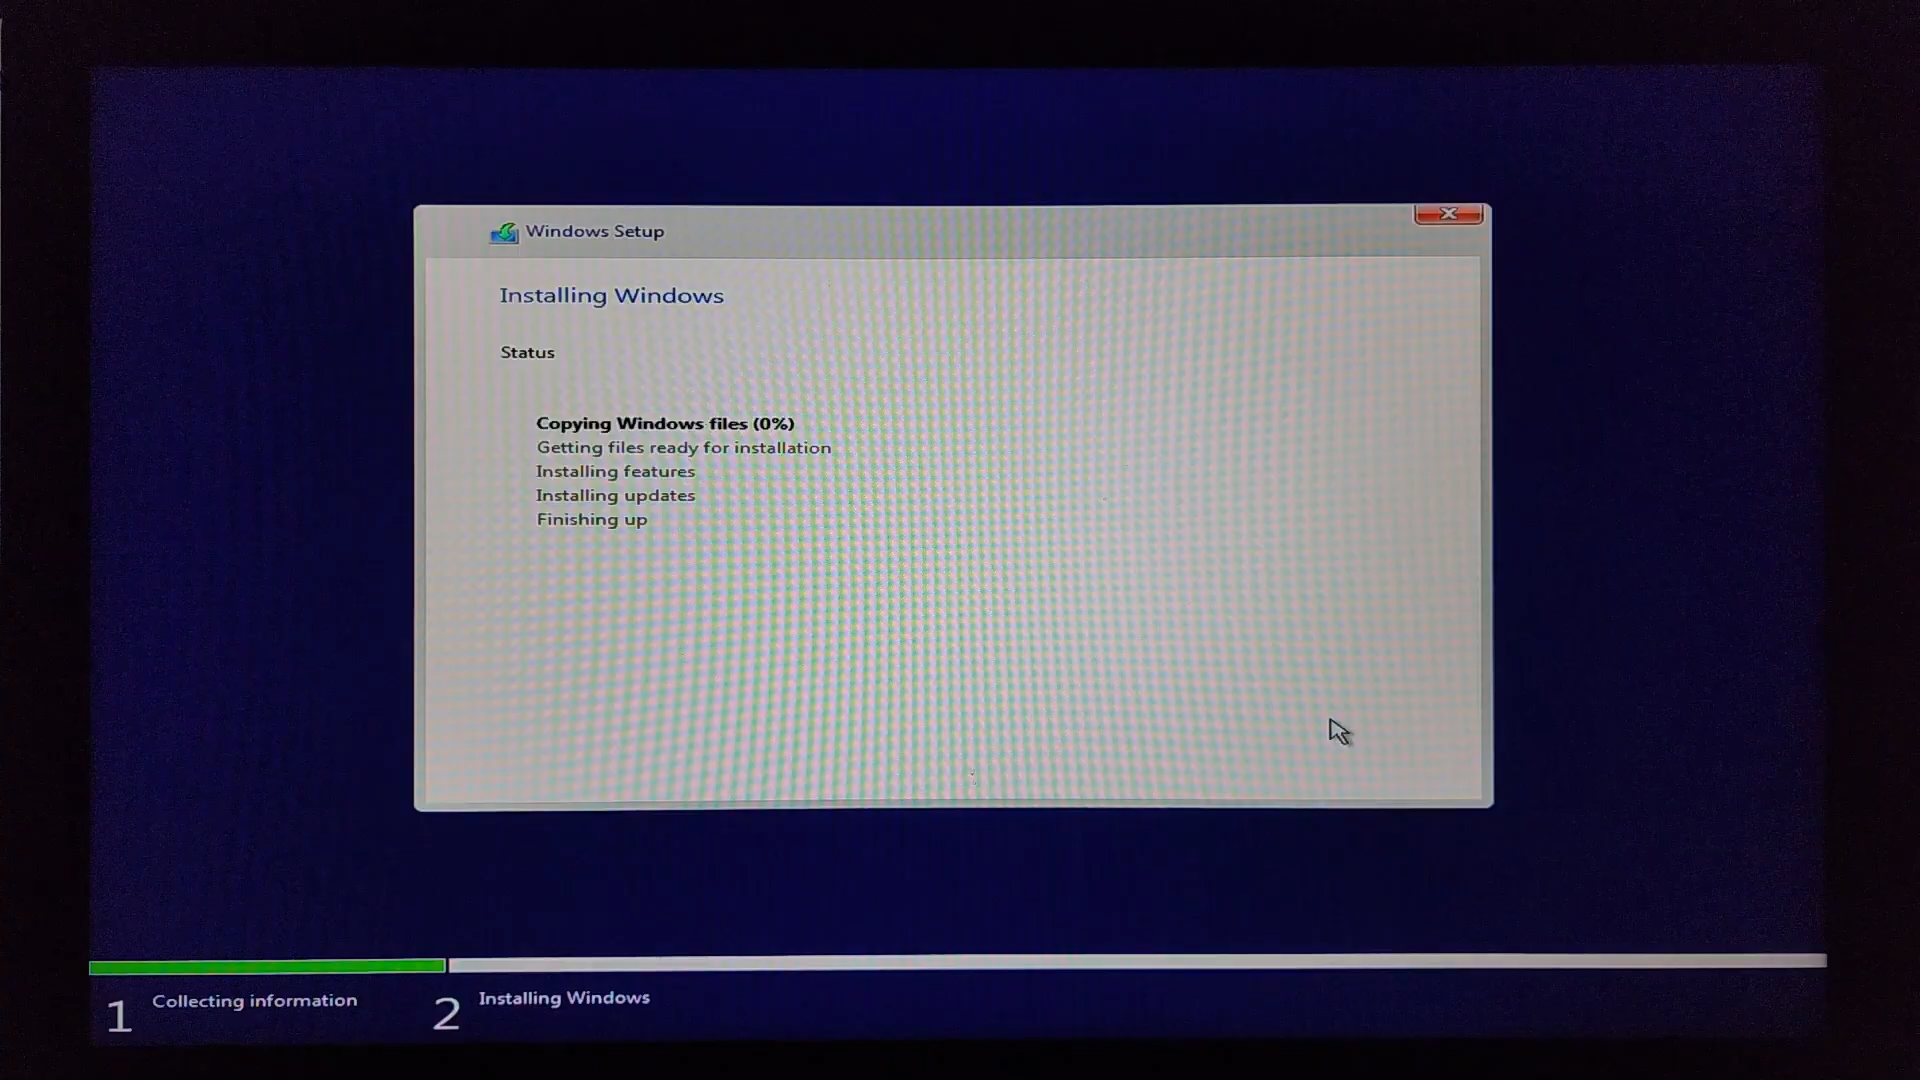 Windows Setup
Installing Windows
Status
Copying Windows files (0%)
Getting files ready for installation
Installing features
Installing updates
Finishing up
1 Collecting information
2 Installing Windows